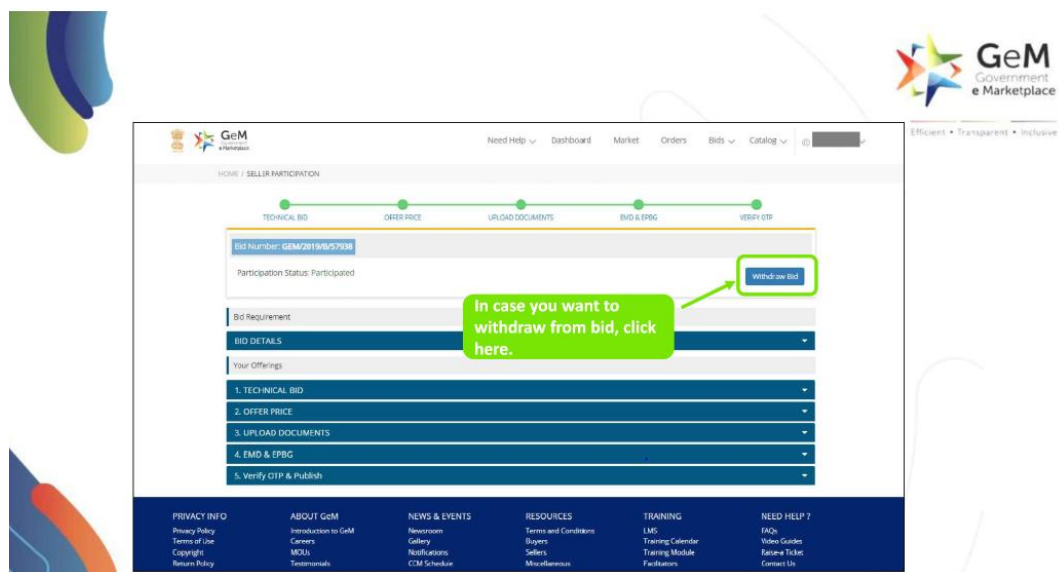 GeM
Government
e Marketplace
Efficient • Transparent • Inclusive
GeM
Government
e Marketplace
Need Help Dashboard Market Orders Bids Catalog
HOME / SELLER PARTICIPATION
TECHNICAL BID OFFER PRICE UPLOAD DOCUMENTS EMD & EPBG VERIFY OTP
Bid Number: GEM/2019/B/57938
Participation Status: Participated
Withdraw Bid
In case you want to
withdraw from bid, click
here.
Bid Requirement
BID DETAILS
Your Offerings
1. TECHNICAL BID
2. OFFER PRICE
3. UPLOAD DOCUMENTS
4. EMD & EPBG
5. Verify OTP & Publish
PRIVACY INFO ABOUT GeM NEWS & EVENTS RESOURCES TRAINING NEED HELP ?
Privacy Policy Introduction to GeM Newsroom Terms and Conditions LMS FAQs
Terms of Use Careers Gallery Buyers Training Calendar Video Guides
Copyright MOUs Notifications Sellers Training Module Raise-a Ticket
Return Policy Testimonials CCM Schedule Miscellaneous Facilitators Contact Us